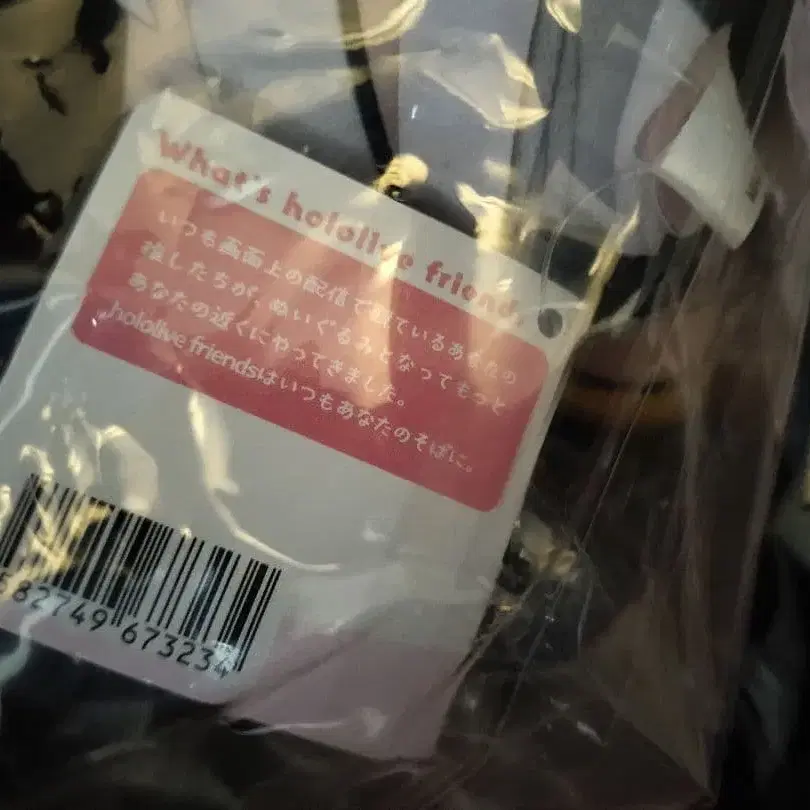 What's hololive friend
いつも画面上の配信で観ているあなたの
推したちが、ぬいぐるみとなってもっと
あなたの近くにやってきました。
hololive friendsはいつもあなたのそばに。
582749 673234